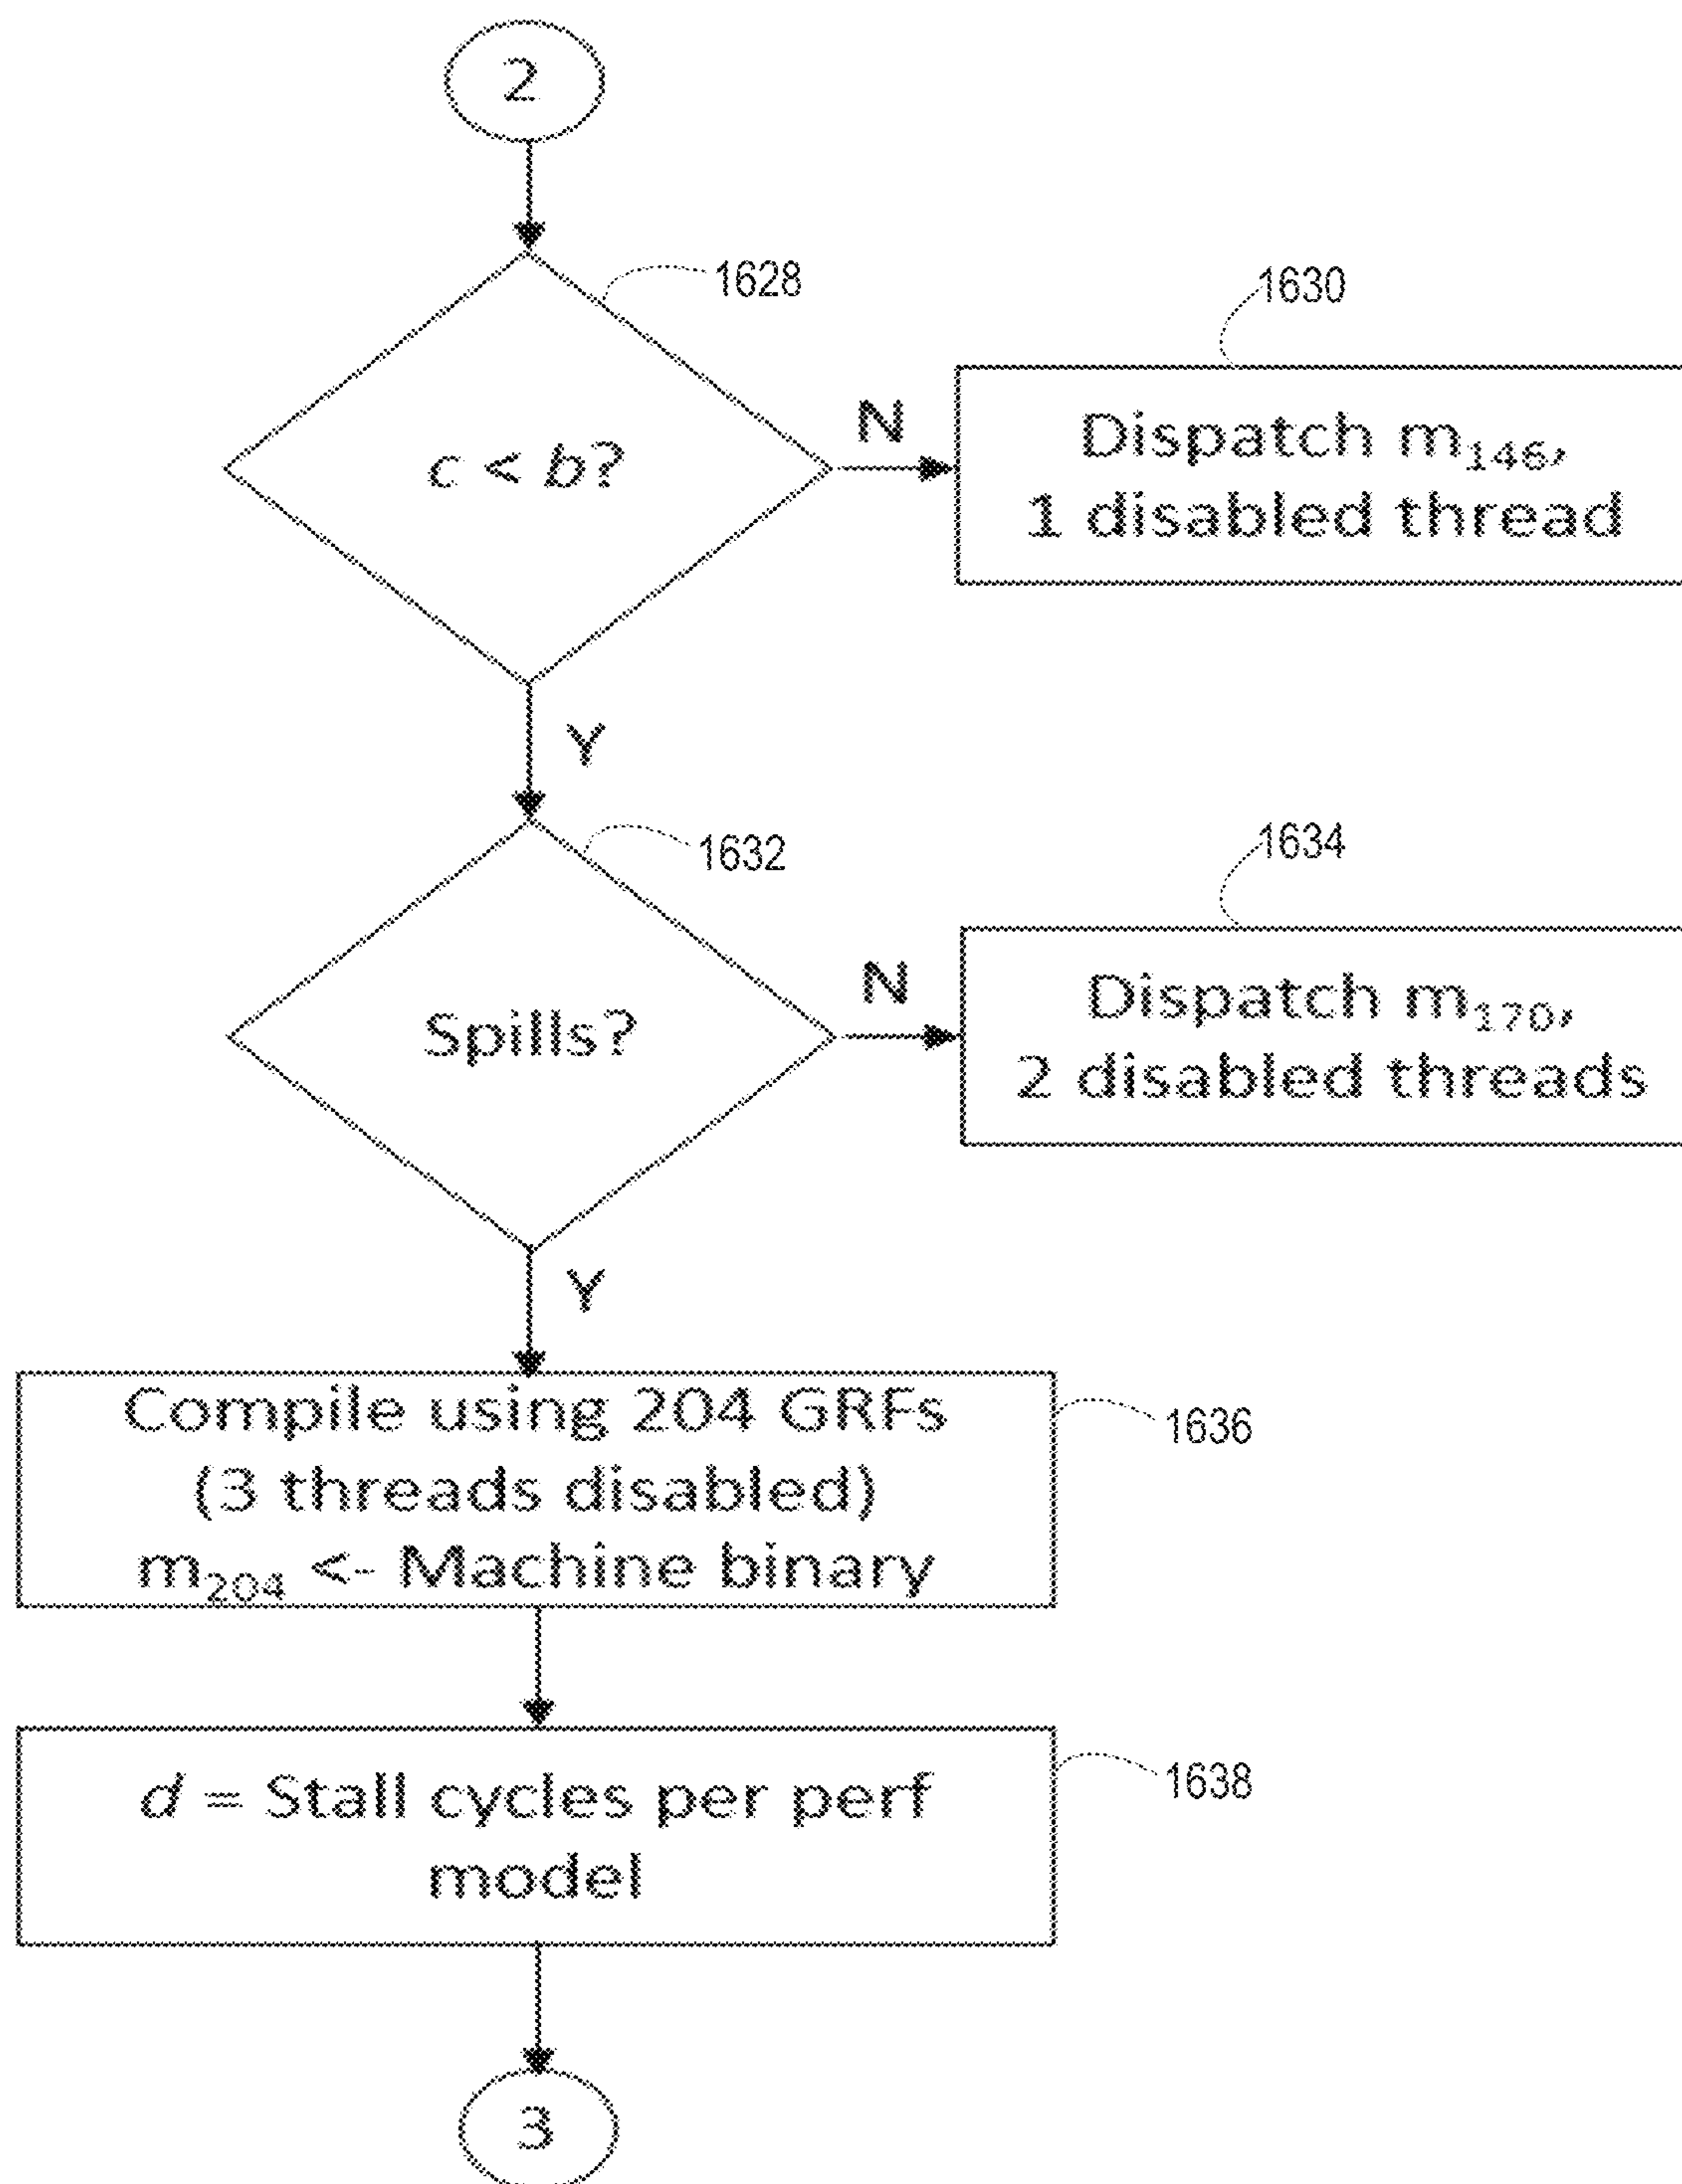 2
1628
c < b?
N
1630
Dispatch m₁₄₆,
1 disabled thread
Y
1632
Spills?
N
1634
Dispatch m₁₇₀,
2 disabled threads
Y
Compile using 204 GRFs
(3 threads disabled)
m₂₀₄ <- Machine binary
1636
d = Stall cycles per perf
model
1638
3